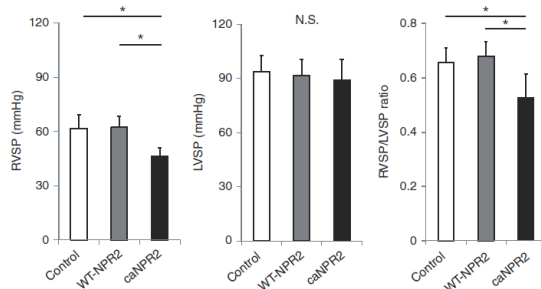 *
*
120
90
60
30
0
RVSP (mmHg)
Control
WT-NPR2
caNPR2
N.S.
120
90
60
30
0
LVSP (mmHg)
Control
WT-NPR2
caNPR2
*
*
0.8
0.6
0.4
0.2
0
RVSP/LVSP ratio
Control
WT-NPR2
caNPR2